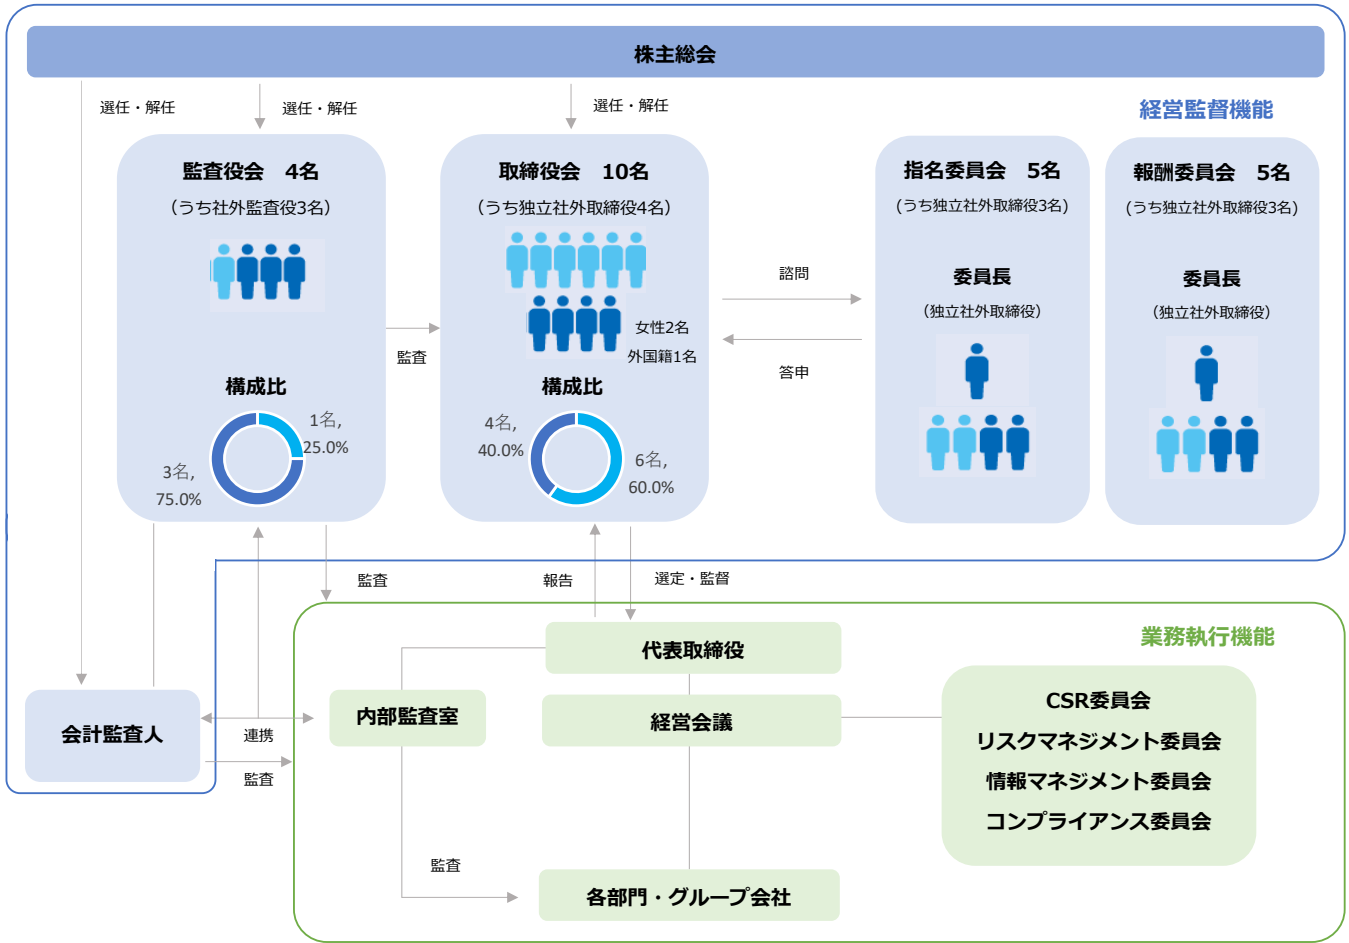 株主総会
選任・解任
選任・解任
選任・解任
経営監督機能
監査役会　4名
（うち社外監査役3名）
構成比
1名,
25.0%
3名,
75.0%
監査
取締役会　10名
（うち独立社外取締役4名）
女性2名
外国籍1名
構成比
4名,
40.0%
6名,
60.0%
諮問
答申
指名委員会　5名
（うち独立社外取締役3名）
委員長
（独立社外取締役）
報酬委員会　5名
（うち独立社外取締役3名）
委員長
（独立社外取締役）
監査
報告
選定・監督
業務執行機能
代表取締役
会計監査人
連携
監査
内部監査室
経営会議
CSR委員会
リスクマネジメント委員会
情報マネジメント委員会
コンプライアンス委員会
監査
各部門・グループ会社